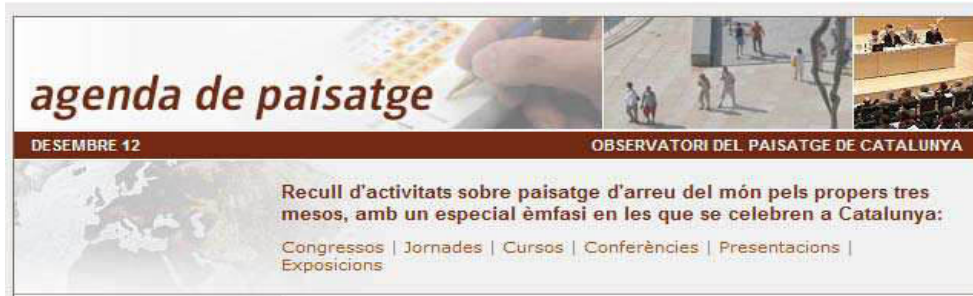 agenda de paisatge
DESEMBRE 12 OBSERVATORI DEL PAISATGE DE CATALUNYA
Recull d'activitats sobre paisatge d'arreu del món pels propers tres
mesos, amb un especial èmfasi en les que se celebren a Catalunya:
Congressos | Jornades | Cursos | Conferències | Presentacions |
Exposicions